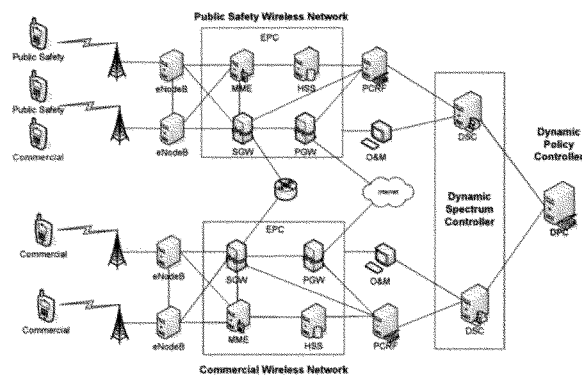 Public Safety Wireless Network
EPC
Public Safety
eNodeB
MME
HSS
PCRF
Public Safety
Commercial
eNodeB
SGW
PGW
O&M
DSC
Dynamic
Policy
Controller
Internet
Dynamic
Spectrum
Controller
DPC
EPC
Commercial
eNodeB
SGW
PGW
O&M
Commercial
eNodeB
MME
HSS
PCRF
DSC
Commercial Wireless Network